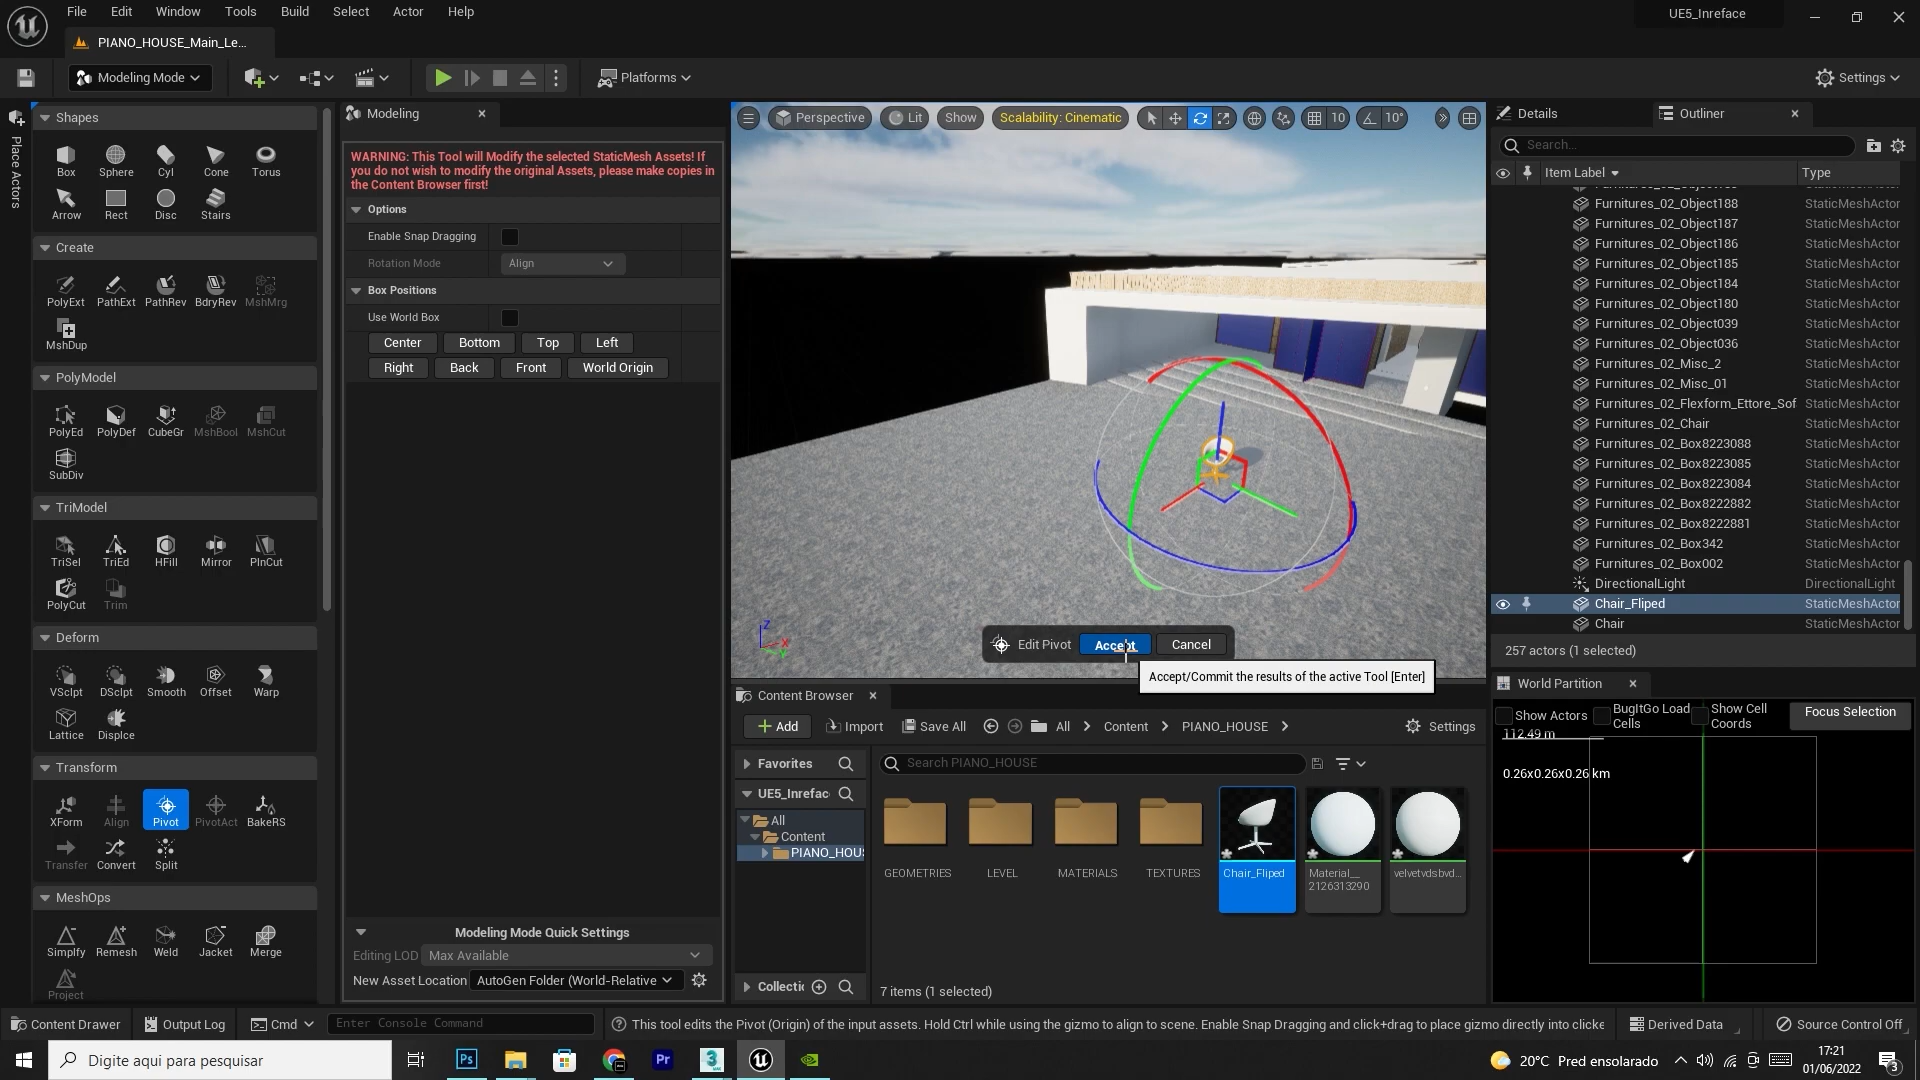 File Edit Window Tools Build Select Actor Help
UE5_Inreface
PIANO_HOUSE_Main_Le...
Modeling Mode
Platforms
Settings
Place Actors
Shapes
Box Sphere Cyl Cone Torus
Arrow Rect Disc Stairs
Create
PolyExt PathExt PathRev BdryRev MshMrg
MshDup
PolyModel
PolyEd PolyDef CubeGr MshBool MshCut
SubDiv
TriModel
TriSel TriEd HFill Mirror PlnCut
PolyCut Trim
Deform
VSclpt DSclpt Smooth Offset Warp
Lattice Displce
Transform
XForm Align Pivot PivotAct BakeRS
Transfer Convert Split
MeshOps
Simplfy Remesh Weld Jacket Merge
Project
Modeling
WARNING: This Tool will Modify the selected StaticMesh Assets! If
you do not wish to modify the original Assets, please make copies in
the Content Browser first!
Options
Enable Snap Dragging
Rotation Mode Align
Box Positions
Use World Box
Center Bottom Top Left
Right Back Front World Origin
Modeling Mode Quick Settings
Editing LOD Max Available
New Asset Location AutoGen Folder (World-Relative
Perspective Lit Show Scalability: Cinematic 10 10°
Z X Y
Edit Pivot Accept Cancel
Accept/Commit the results of the active Tool [Enter]
Content Browser
Add Import Save All All Content PIANO_HOUSE Settings
Favorites
Search PIANO_HOUSE
UE5_Inrefac
All
Content
PIANO_HOUS
Collectic
GEOMETRIES LEVEL MATERIALS TEXTURES Chair_Fliped
Material__
2126313290
velvetvdsbvd...
7 items (1 selected)
Details Outliner
Search...
Item Label Type
Furnitures_02_Object188 StaticMeshActor
Furnitures_02_Object187 StaticMeshActor
Furnitures_02_Object186 StaticMeshActor
Furnitures_02_Object185 StaticMeshActor
Furnitures_02_Object184 StaticMeshActor
Furnitures_02_Object180 StaticMeshActor
Furnitures_02_Object039 StaticMeshActor
Furnitures_02_Object036 StaticMeshActor
Furnitures_02_Misc_2 StaticMeshActor
Furnitures_02_Misc_01 StaticMeshActor
Furnitures_02_Flexform_Ettore_Sof StaticMeshActor
Furnitures_02_Chair StaticMeshActor
Furnitures_02_Box8223088 StaticMeshActor
Furnitures_02_Box8223085 StaticMeshActor
Furnitures_02_Box8223084 StaticMeshActor
Furnitures_02_Box8222882 StaticMeshActor
Furnitures_02_Box8222881 StaticMeshActor
Furnitures_02_Box342 StaticMeshActor
Furnitures_02_Box002 StaticMeshActor
DirectionalLight DirectionalLight
Chair_Fliped StaticMeshActor
Chair StaticMeshActor
257 actors (1 selected)
World Partition
Show Actors BugItGo Load Cells Show Cell Coords Focus Selection
112.49 m
0.26x0.26x0.26 km
Content Drawer Output Log Cmd Enter Console Command
This tool edits the Pivot (Origin) of the input assets. Hold Ctrl while using the gizmo to align to scene. Enable Snap Dragging and click+drag to place gizmo directly into clicke
Derived Data Source Control Off
Digite aqui para pesquisar
Ps Pr
20°C Pred ensolarado
17:21
01/06/2022
3